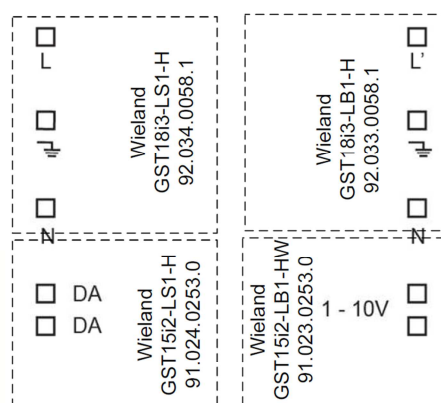 L
Wieland
GST18i3-LS1-H
92.034.0058.1
N
L'
Wieland
GST18i3-LB1-H
92.033.0058.1
N
DA
DA
Wieland
GST15i2-LS1-H
91.024.0253.0
Wieland
GST15i2-LB1-HW
91.023.0253.0
1 - 10V